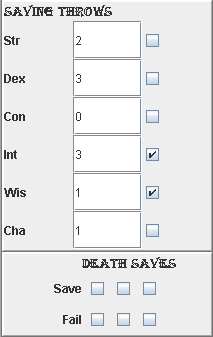 SAVING THROWS
Str 2
Dex 3
Con 0
Int 3
Wis 1
Cha 1
DEATH SAVES
Save
Fail